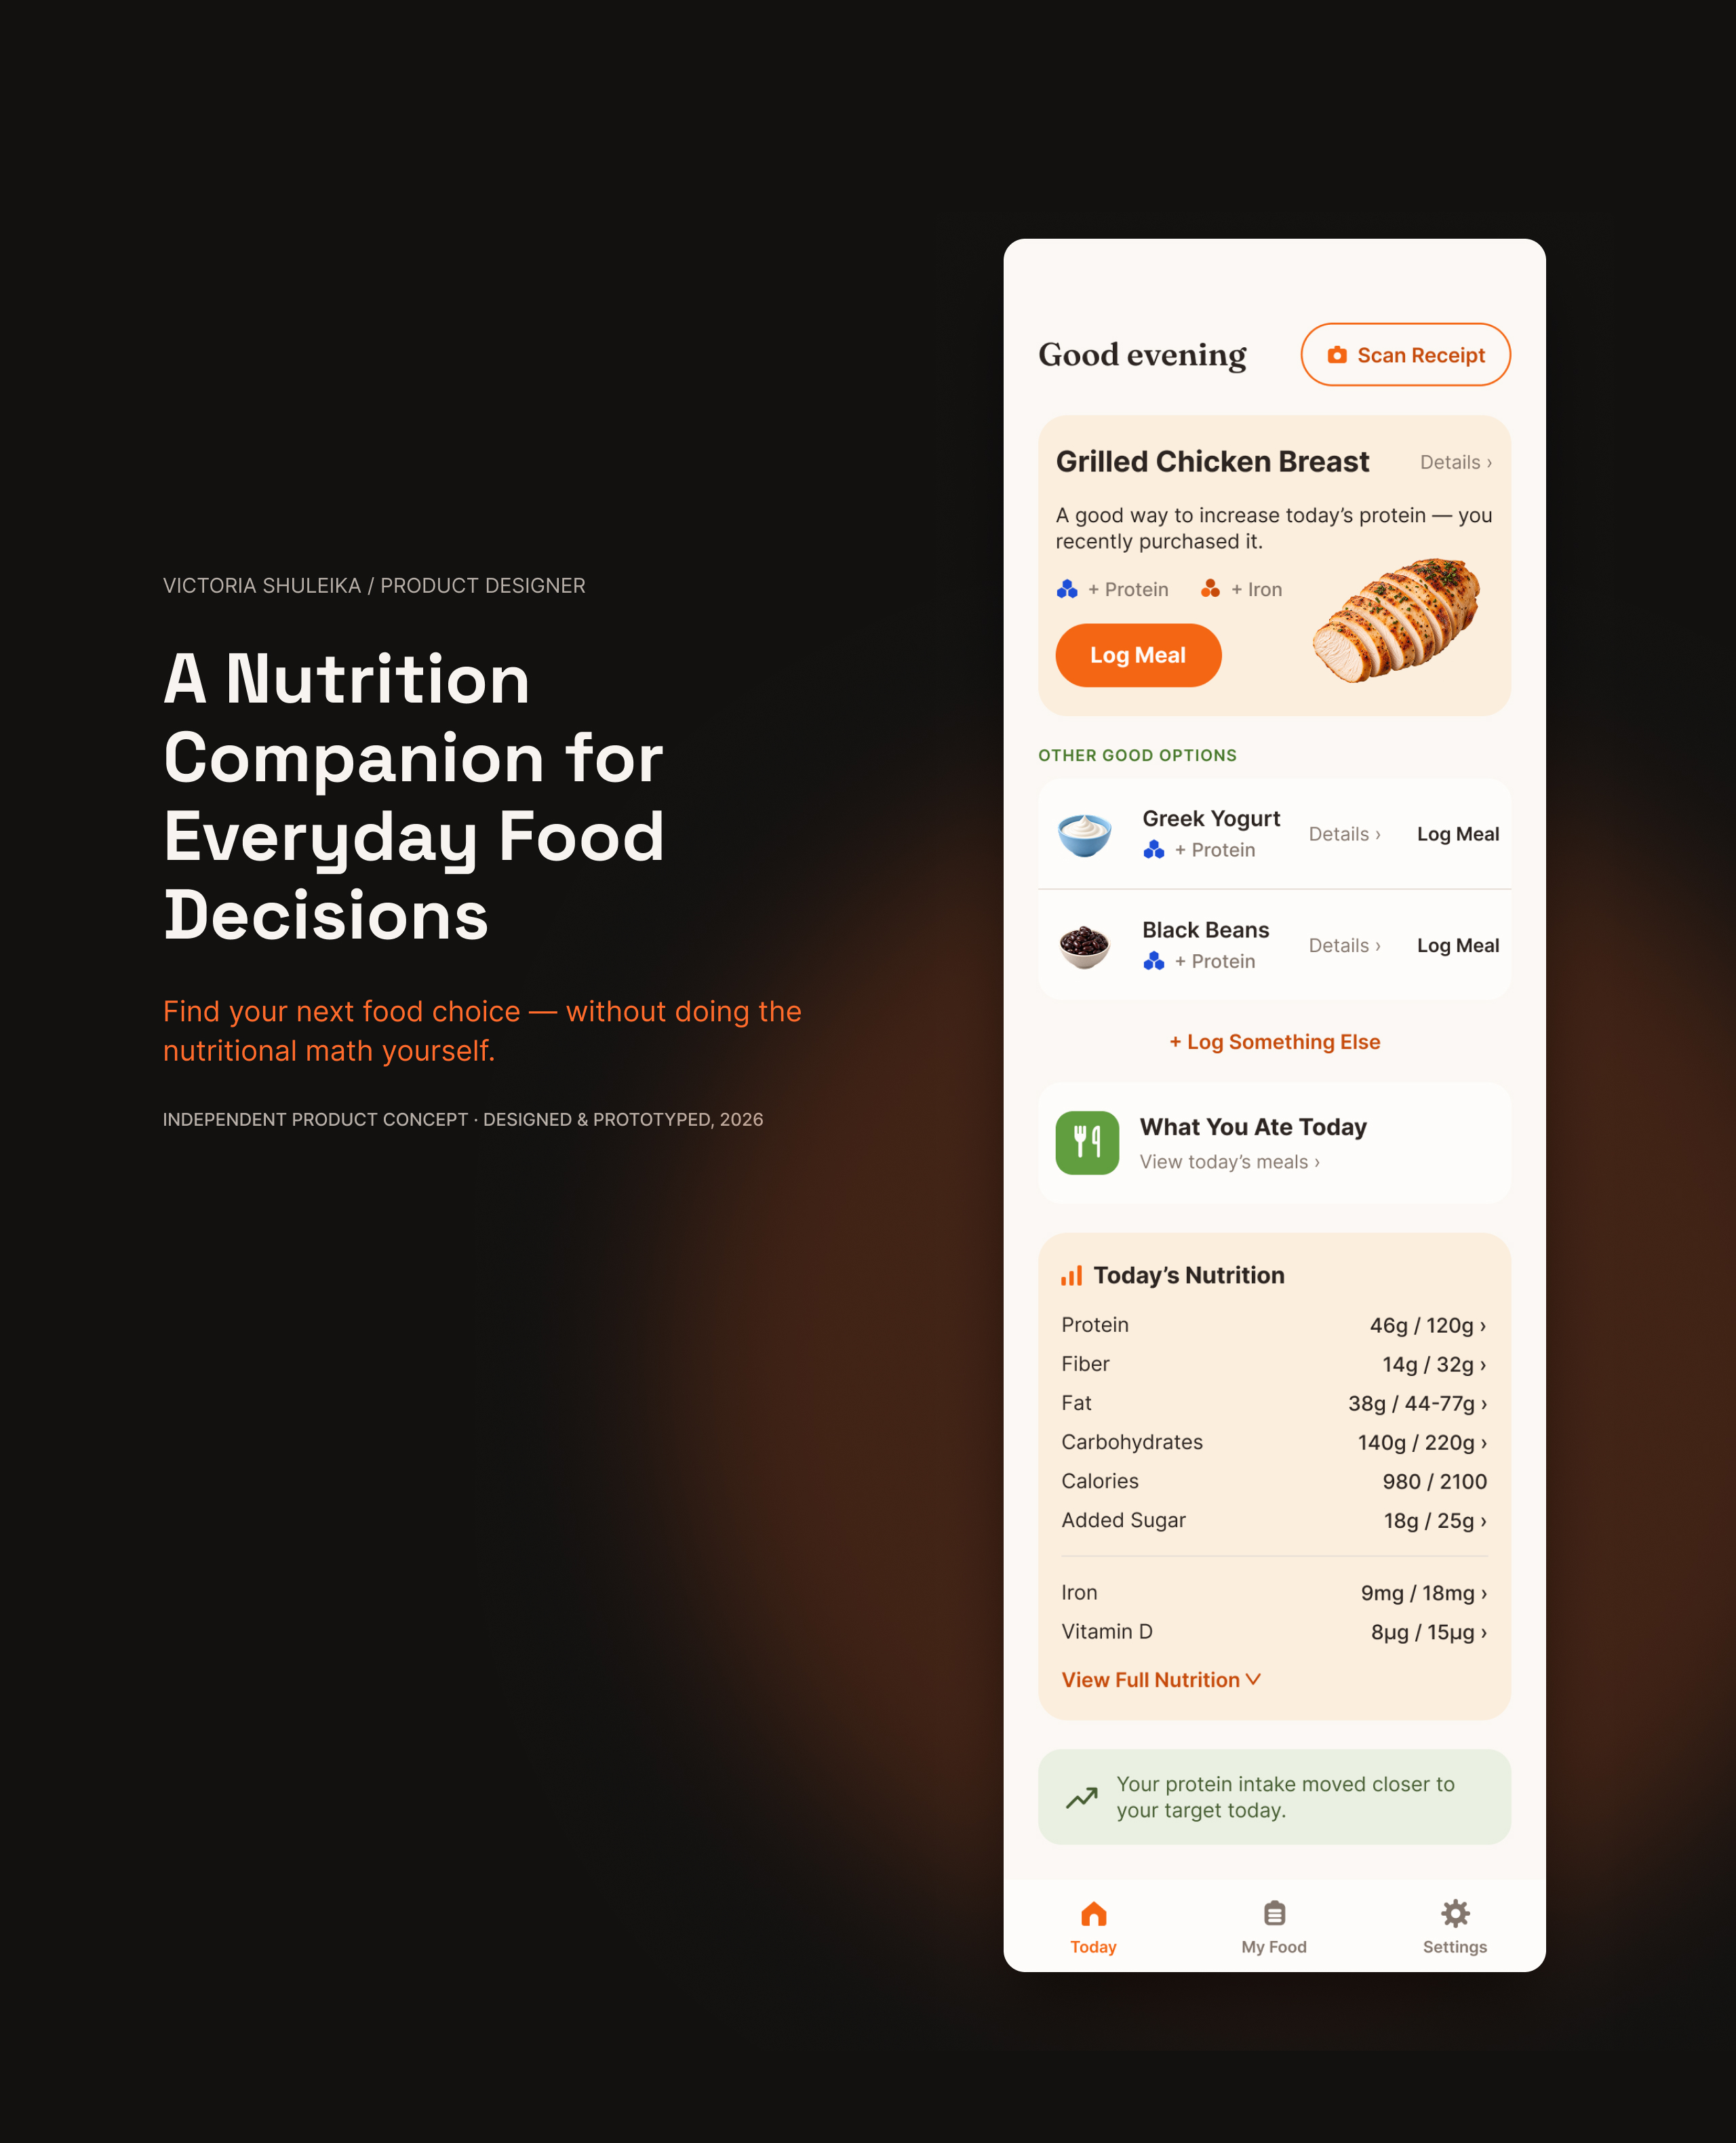 VICTORIA SHULEIKA / PRODUCT DESIGNER
A Nutrition
Companion for
Everyday Food
Decisions
Find your next food choice — without doing the
nutritional math yourself.
INDEPENDENT PRODUCT CONCEPT · DESIGNED & PROTOTYPED, 2026
Good evening
Scan Receipt
Grilled Chicken Breast
Details ›
A good way to increase today’s protein — you
recently purchased it.
+ Protein
+ Iron
Log Meal
OTHER GOOD OPTIONS
Greek Yogurt
+ Protein
Details ›
Log Meal
Black Beans
+ Protein
Details ›
Log Meal
+ Log Something Else
What You Ate Today
View today’s meals ›
Today’s Nutrition
Protein 46g / 120g ›
Fiber 14g / 32g ›
Fat 38g / 44-77g ›
Carbohydrates 140g / 220g ›
Calories 980 / 2100
Added Sugar 18g / 25g ›
Iron 9mg / 18mg ›
Vitamin D 8µg / 15µg ›
View Full Nutrition
Your protein intake moved closer to
your target today.
Today
My Food
Settings